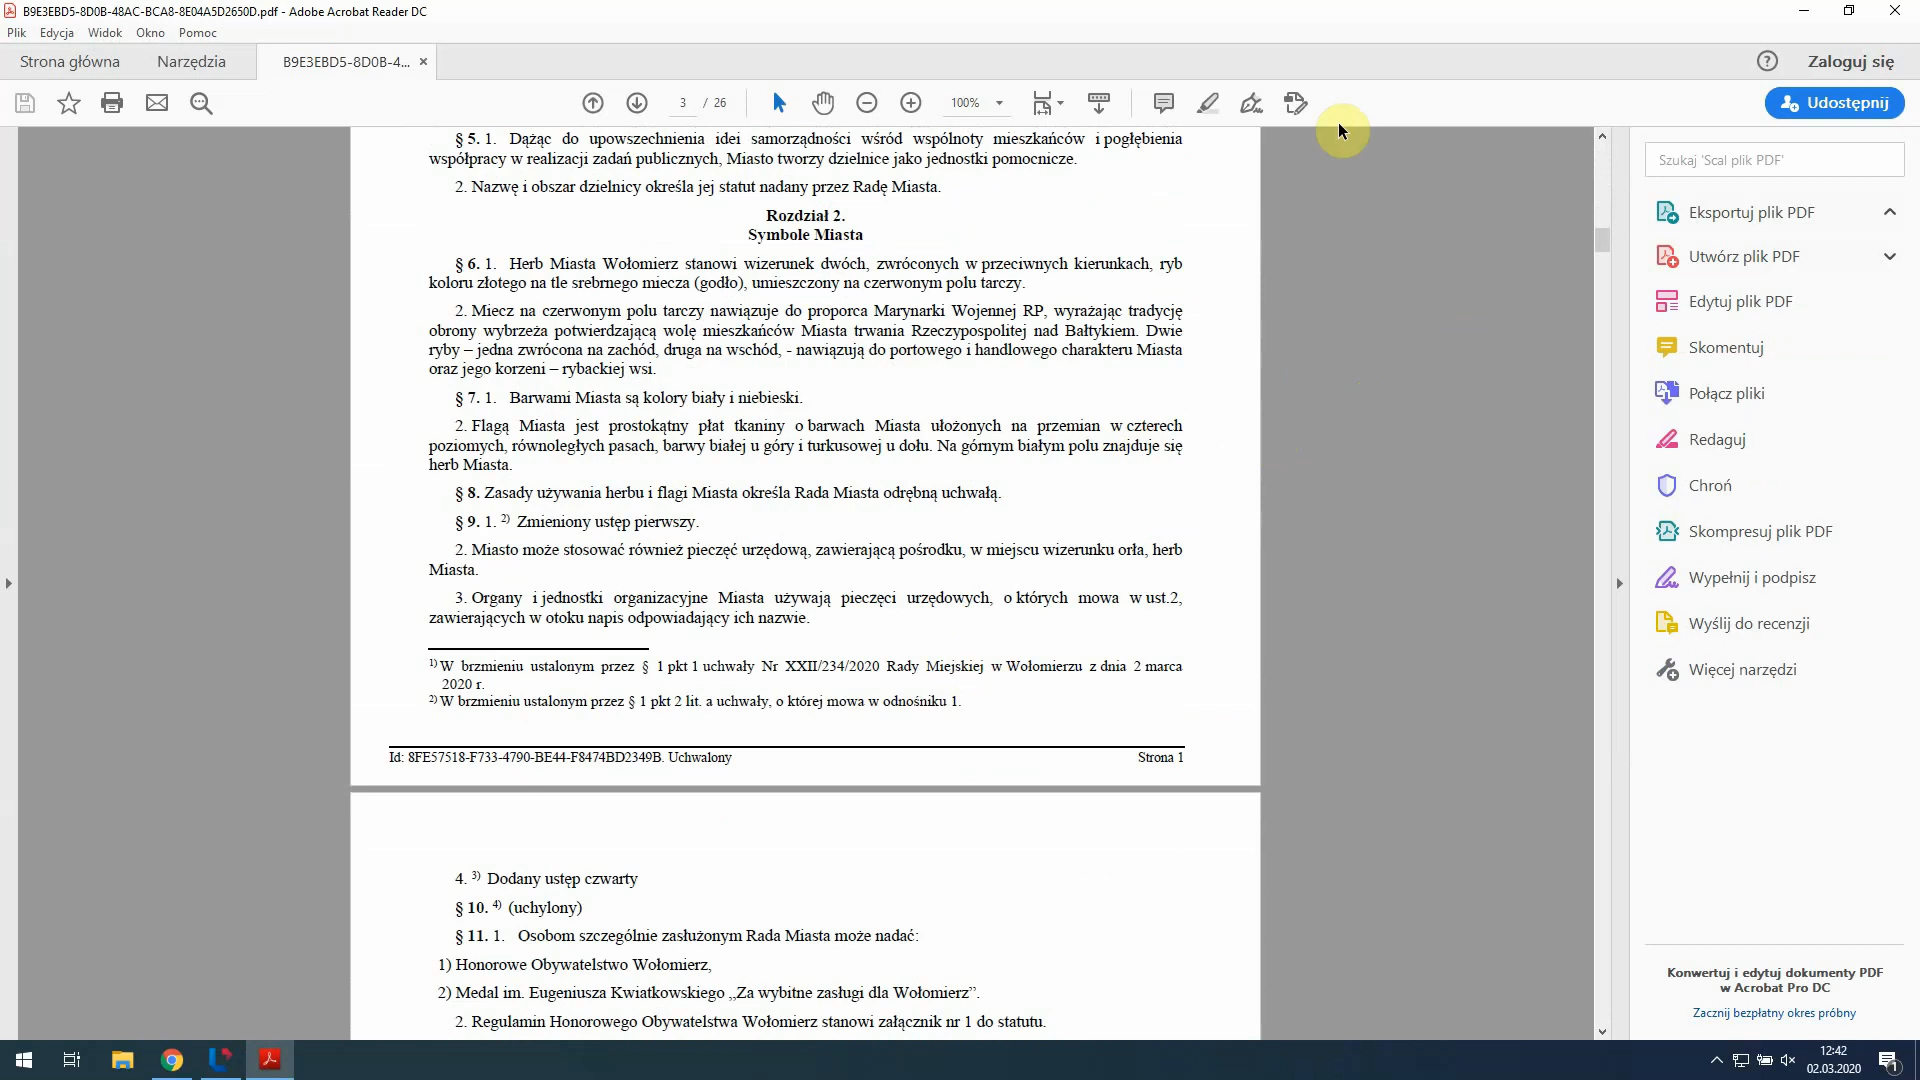 B9E3EBD5-8D0B-48AC-BCA8-8E04A5D2650D.pdf - Adobe Acrobat Reader DC
Plik Edycja Widok Okno Pomoc
Strona główna Narzędzia B9E3EBD5-8D0B-4... × Zaloguj się
3 / 26 100% Udostępnij
§ 5. 1. Dążąc do upowszechnienia idei samorządności wśród wspólnoty mieszkańców i pogłębienia
współpracy w realizacji zadań publicznych, Miasto tworzy dzielnice jako jednostki pomocnicze.
2. Nazwę i obszar dzielnicy określa jej statut nadany przez Radę Miasta.
Rozdział 2.
Symbole Miasta
§ 6. 1. Herb Miasta Wołomierz stanowi wizerunek dwóch, zwróconych w przeciwnych kierunkach, ryb
koloru złotego na tle srebrnego miecza (godło), umieszczony na czerwonym polu tarczy.
2. Miecz na czerwonym polu tarczy nawiązuje do proporca Marynarki Wojennej RP, wyrażając tradycję
obrony wybrzeża potwierdzającą wolę mieszkańców Miasta trwania Rzeczypospolitej nad Bałtykiem. Dwie
ryby – jedna zwrócona na zachód, druga na wschód, - nawiązują do portowego i handlowego charakteru Miasta
oraz jego korzeni – rybackiej wsi.
§ 7. 1. Barwami Miasta są kolory biały i niebieski.
2. Flagą Miasta jest prostokątny płat tkaniny o barwach Miasta ułożonych na przemian w czterech
poziomych, równoległych pasach, barwy białej u góry i turkusowej u dołu. Na górnym białym polu znajduje się
herb Miasta.
§ 8. Zasady używania herbu i flagi Miasta określa Rada Miasta odrębną uchwałą.
§ 9. 1. 2) Zmieniony ustęp pierwszy.
2. Miasto może stosować również pieczęć urzędową, zawierającą pośrodku, w miejscu wizerunku orła, herb
Miasta.
3. Organy i jednostki organizacyjne Miasta używają pieczęci urzędowych, o których mowa w ust.2,
zawierających w otoku napis odpowiadający ich nazwie.
1) W brzmieniu ustalonym przez § 1 pkt 1 uchwały Nr XXII/234/2020 Rady Miejskiej w Wołomierzu z dnia 2 marca
2020 r.
2) W brzmieniu ustalonym przez § 1 pkt 2 lit. a uchwały, o której mowa w odnośniku 1.
Id: 8FE57518-F733-4790-BE44-F8474BD2349B. Uchwalony Strona 1
4. 3) Dodany ustęp czwarty
§ 10. 4) (uchylony)
§ 11. 1. Osobom szczególnie zasłużonym Rada Miasta może nadać:
1) Honorowe Obywatelstwo Wołomierz,
2) Medal im. Eugeniusza Kwiatkowskiego „Za wybitne zasługi dla Wołomierz”.
2. Regulamin Honorowego Obywatelstwa Wołomierz stanowi załącznik nr 1 do statutu.
Szukaj 'Scal plik PDF'
Eksportuj plik PDF
Utwórz plik PDF
Edytuj plik PDF
Skomentuj
Połącz pliki
Redaguj
Chroń
Skompresuj plik PDF
Wypełnij i podpisz
Wyślij do recenzji
Więcej narzędzi
Konwertuj i edytuj dokumenty PDF
w Acrobat Pro DC
Zacznij bezpłatny okres próbny
12:42
02.03.2020
1